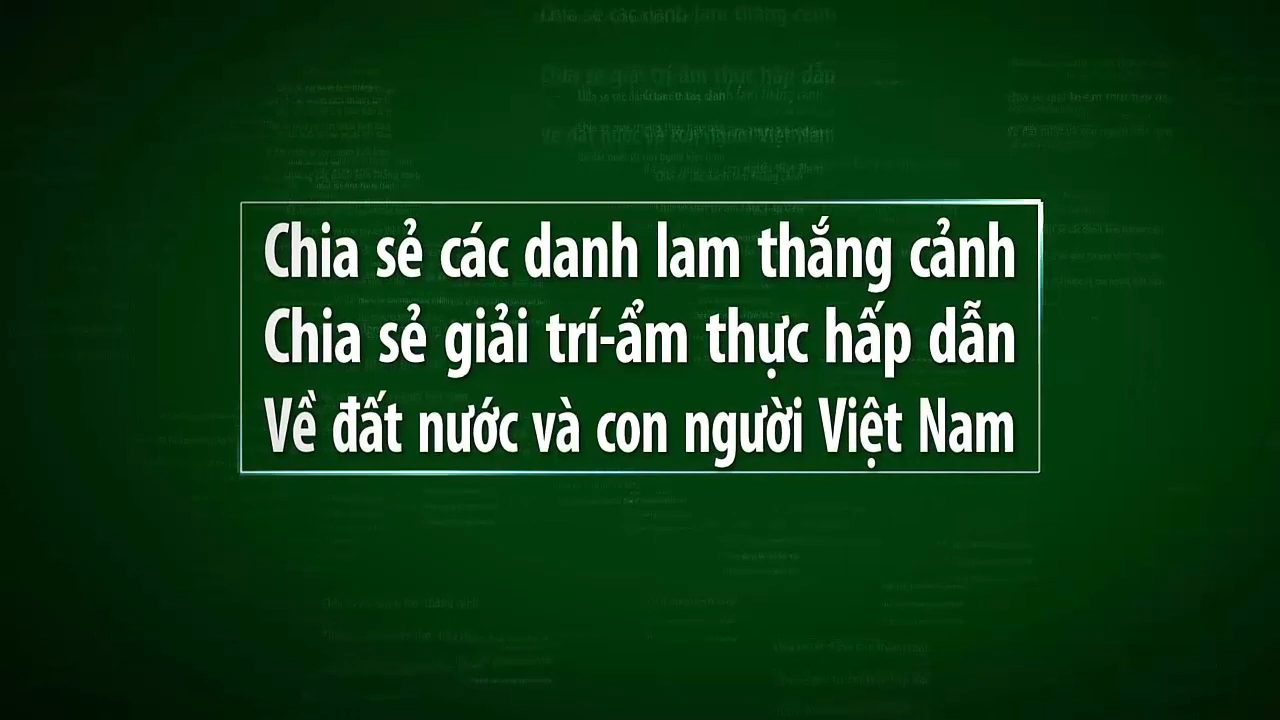 Chia sẻ các danh lam thắng cảnh
Chia sẻ giải trí-ẩm thực hấp dẫn
Về đất nước và con người Việt Nam